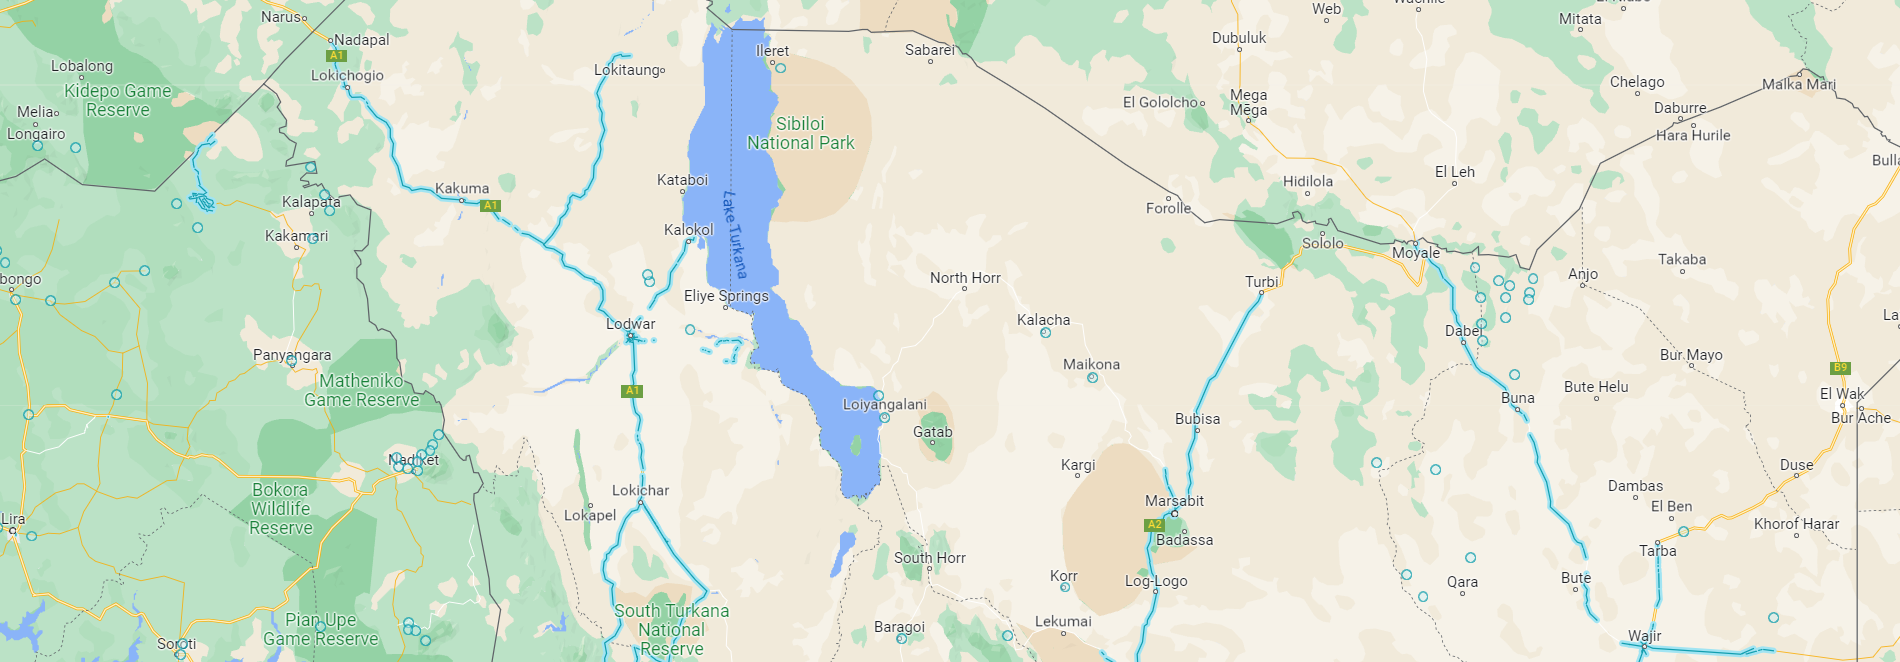 Narus
Nadapal
A1
Lobalong
Lokichogio
Kidepo Game
Reserve
Melia
Longairo
Lokitaung
Ileret
Sabarei
Sibiloi
National Park
Web
Mitata
Dubuluk
El Gololcho
Mega
Mēga
Chelago
Malka Mari
Daburre
Hara Hurile
Kakuma
A1
Kataboi
Kalapata
Kakamari
Kalokol
Lake Turkana
Forolle
Hidilola
El Leh
Sololo
Moyale
Takaba
Anjo
Turbi
North Horr
Eliye Springs
Kalacha
Lodwar
Dabel
Bur Mayo
Panyangara
Maikona
B9
Matheniko
Game Reserve
A1
Bute Helu
El Wak
Buna
Bur Ache
Loiyangalani
Gatab
Bubisa
Nadiket
Kargi
Duse
Bokora
Wildlife
Reserve
Lokichar
Lokapel
Marsabit
A2
Badassa
Dambas
El Ben
Khorof Harar
Lira
Tarba
South Horr
Korr
Log-Logo
Qara
Bute
South Turkana
National
Reserve
Pian Upe
Game Reserve
Baragoi
Lekumai
Soroti
Wajir